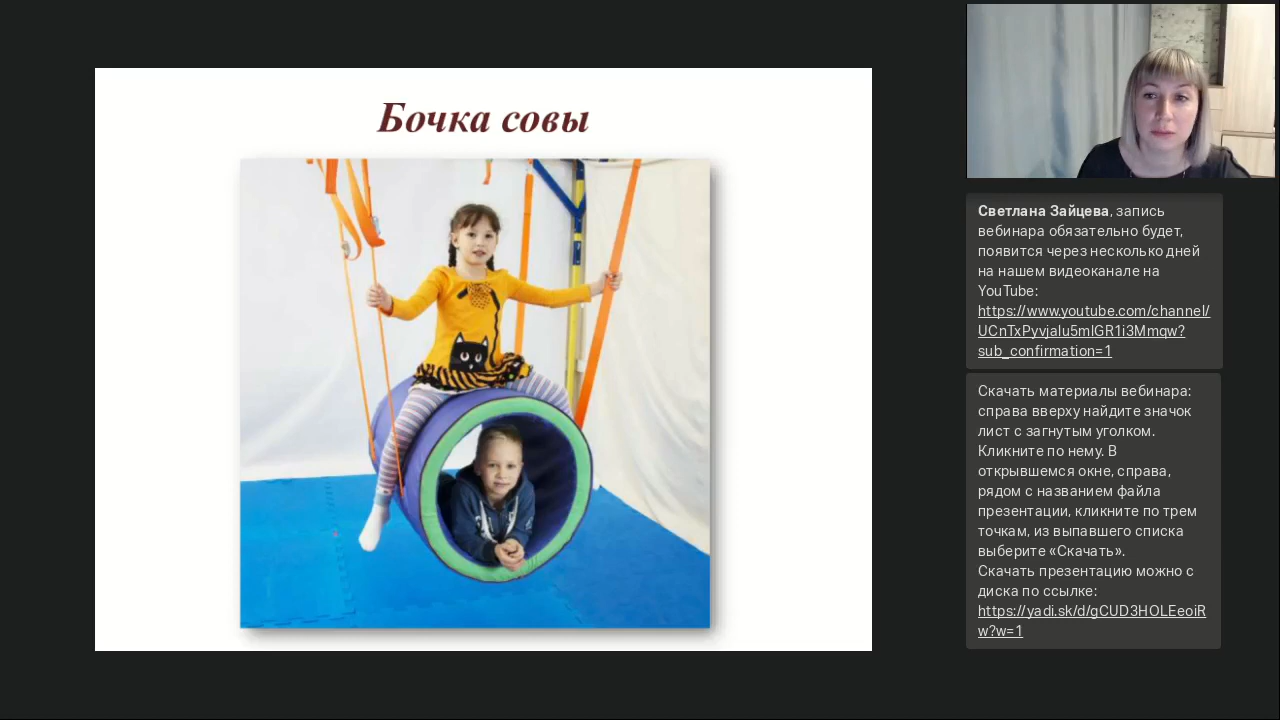 Бочка совы
Светлана Зайцева, запись
вебинара обязательно будет,
появится через несколько дней
на нашем видеоканале на
YouTube:
https://www.youtube.com/channel/
UCnTxPyvjaIu5mIGR1i3Mmqw?
sub_confirmation=1
Скачать материалы вебинара:
справа вверху найдите значок
лист с загнутым уголком.
Кликните по нему. В
открывшемся окне, справа,
рядом с названием файла
презентации, кликните по трем
точкам, из выпавшего списка
выберите «Скачать».
Скачать презентацию можно с
диска по ссылке:
https://yadi.sk/d/gCUD3HOLEeoiR
w?w=1